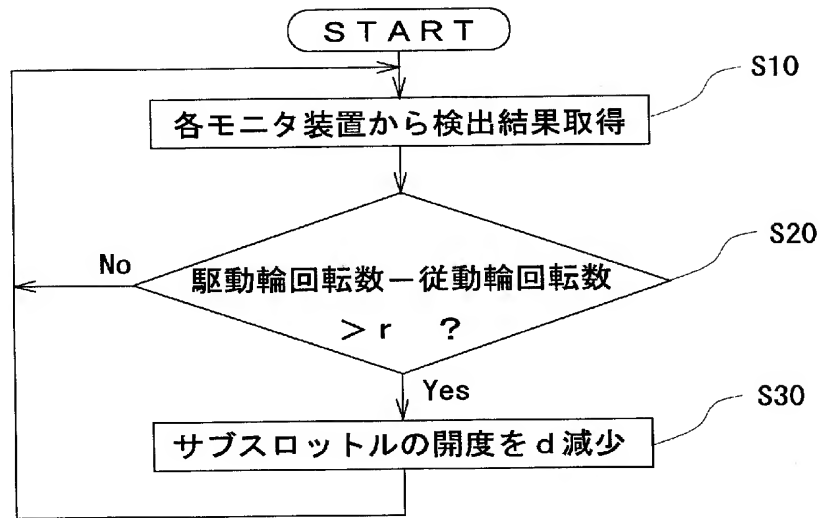 START
S10
各モニタ装置から検出結果取得
S20
No
駆動輪回転数－従動輪回転数
＞r ？
Yes
S30
サブスロットルの開度をd減少